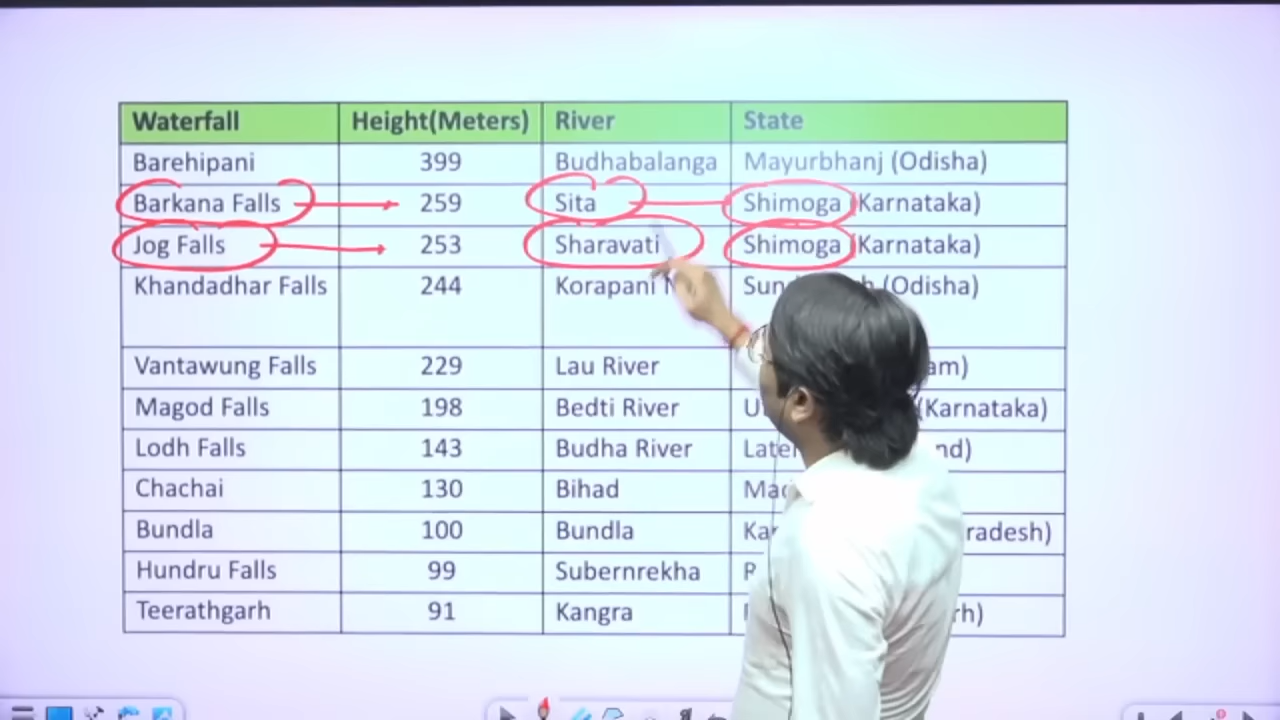 Waterfall Height(Meters) River State
Barehipani 399 Budhabalanga Mayurbhanj (Odisha)
Barkana Falls 259 Sita Shimoga (Karnataka)
Jog Falls 253 Sharavati Shimoga (Karnataka)
Khandadhar Falls 244 Korapani (Odisha)
Vantawung Falls 229 Lau River
Magod Falls 198 Bedti River (Karnataka)
Lodh Falls 143 Budha River
Chachai 130 Bihad
Bundla 100 Bundla
Hundru Falls 99 Subernrekha
Teerathgarh 91 Kangra